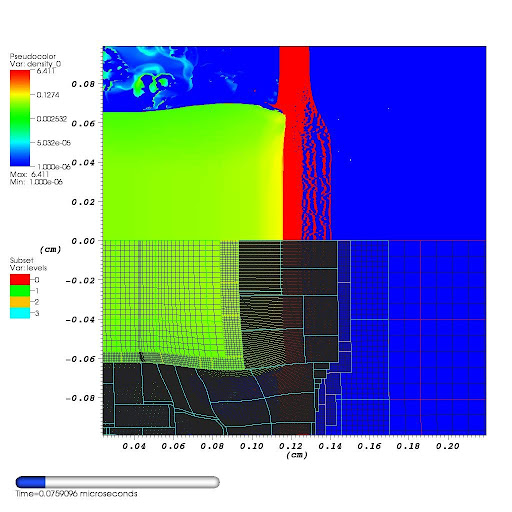 Pseudocolor
Var: density_0
6.411
0.1274
0.002532
5.032e-05
1.000e-06
Max: 6.411
Min: 1.000e-06
0.08
0.06
0.04
0.02
0.00
(cm)
-0.02
-0.04
-0.06
-0.08
Subset
Var: levels
0
1
2
3
0.04 0.06 0.08 0.10 0.12 0.14 0.16 0.18 0.20
(cm)
Time=0.0759096 microseconds